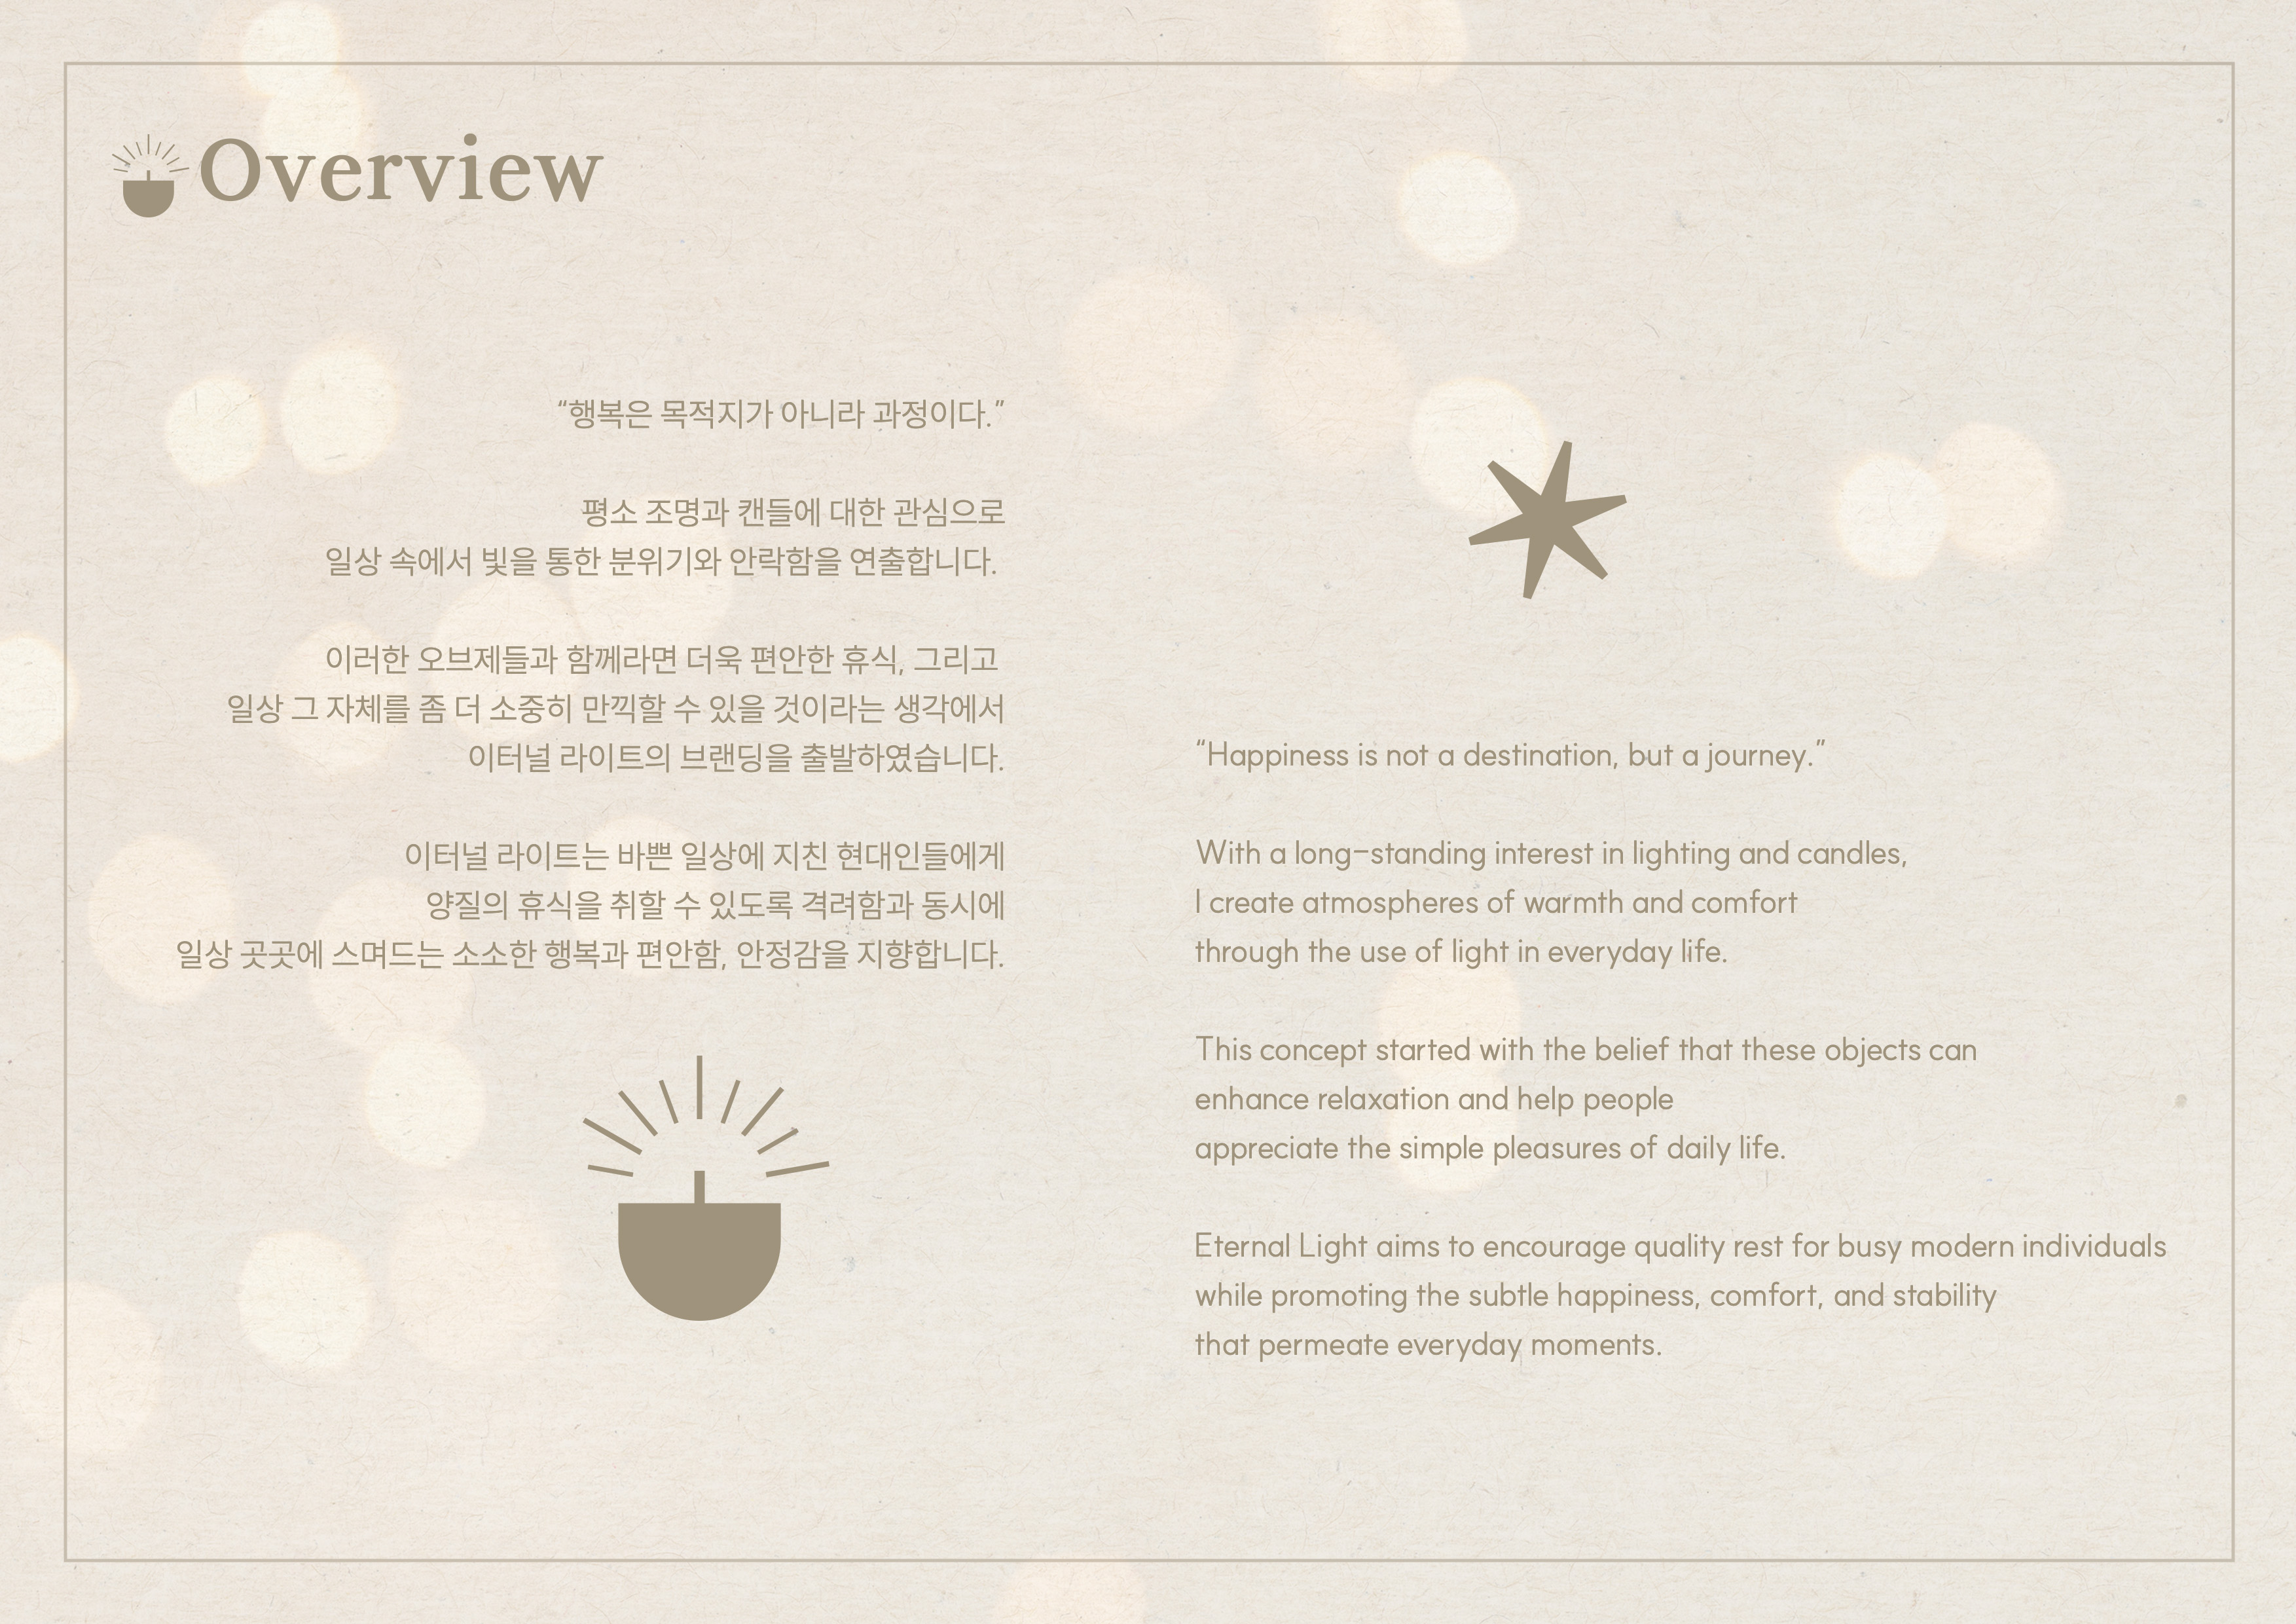 Overview
“행복은 목적지가 아니라 과정이다.”
평소 조명과 캔들에 대한 관심으로
일상 속에서 빛을 통한 분위기와 안락함을 연출합니다.
이러한 오브제들과 함께라면 더욱 편안한 휴식, 그리고
일상 그 자체를 좀 더 소중히 만끽할 수 있을 것이라는 생각에서
이터널 라이트의 브랜딩을 출발하였습니다.
이터널 라이트는 바쁜 일상에 지친 현대인들에게
양질의 휴식을 취할 수 있도록 격려함과 동시에
일상 곳곳에 스며드는 소소한 행복과 편안함, 안정감을 지향합니다.
“Happiness is not a destination, but a journey.”
With a long-standing interest in lighting and candles,
I create atmospheres of warmth and comfort
through the use of light in everyday life.
This concept started with the belief that these objects can
enhance relaxation and help people
appreciate the simple pleasures of daily life.
Eternal Light aims to encourage quality rest for busy modern individuals
while promoting the subtle happiness, comfort, and stability
that permeate everyday moments.